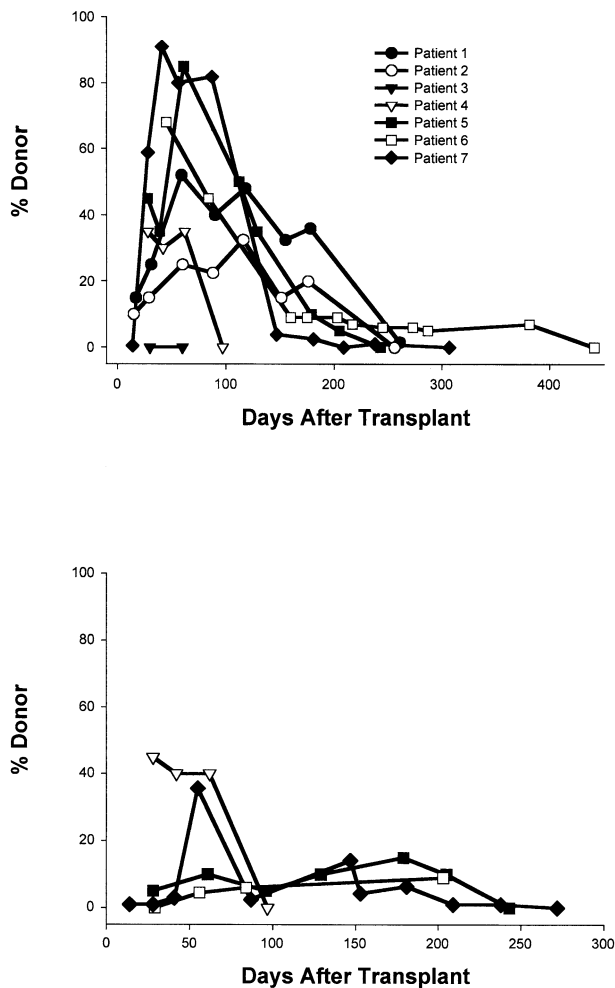 100
80
60
40
20
0
% Donor
Patient 1
Patient 2
Patient 3
Patient 4
Patient 5
Patient 6
Patient 7
0 100 200 300 400
Days After Transplant
100
80
60
40
20
0
% Donor
0 50 100 150 200 250 300
Days After Transplant